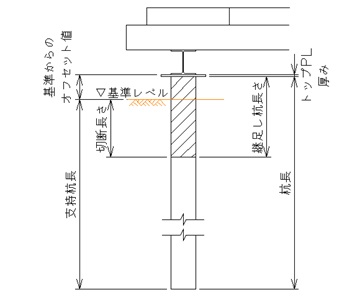 基準からの
オフセット値
▽基準レベル
切断長さ
支持杭長
継足し杭長さ
トップPL
厚み
杭長